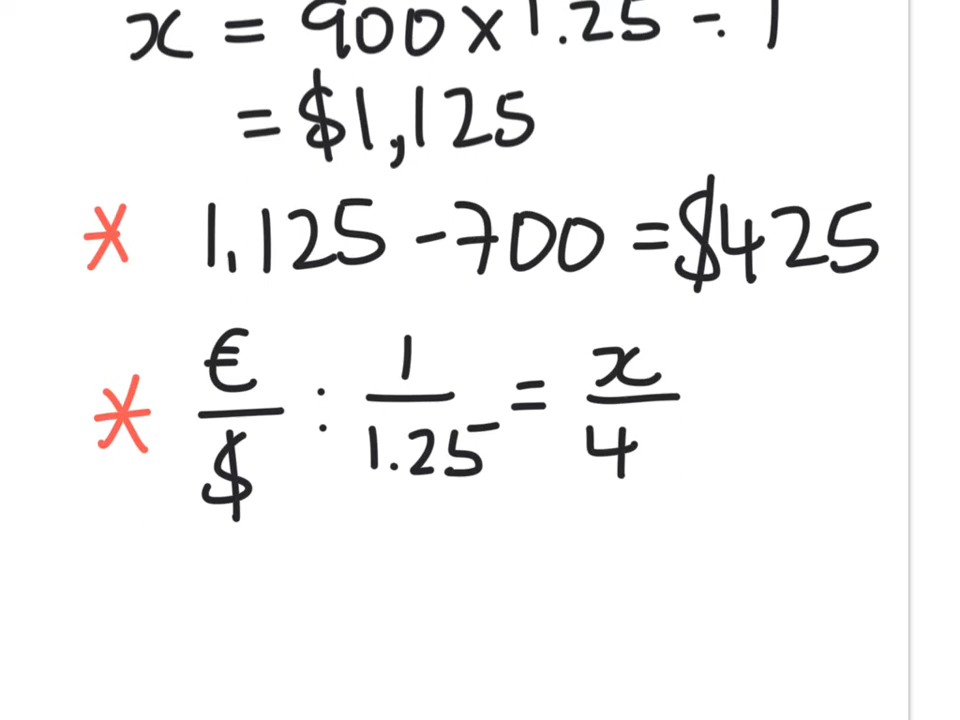 x = 900 x 1.25 ÷ 1
= $1,125
* 1.125 - 700 = $425
* €/$ : 1/1.25 = x/4